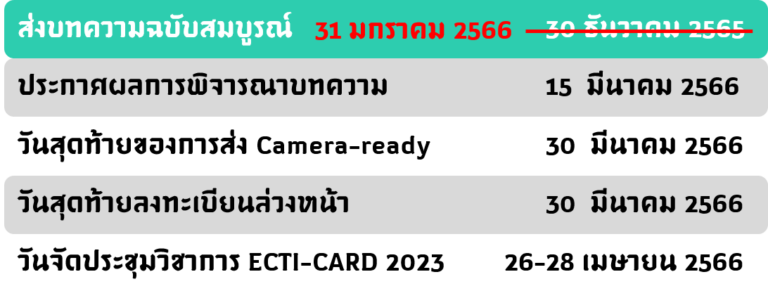 ส่งบทความฉบับสมบูรณ์ 31 มกราคม 2566 30 ธันวาคม 2565
ประกาศผลการพิจารณาบทความ 15 มีนาคม 2566
วันสุดท้ายของการส่ง Camera-ready 30 มีนาคม 2566
วันสุดท้ายลงทะเบียนล่วงหน้า 30 มีนาคม 2566
วันจัดประชุมวิชาการ ECTI-CARD 2023 26-28 เมษายน 2566